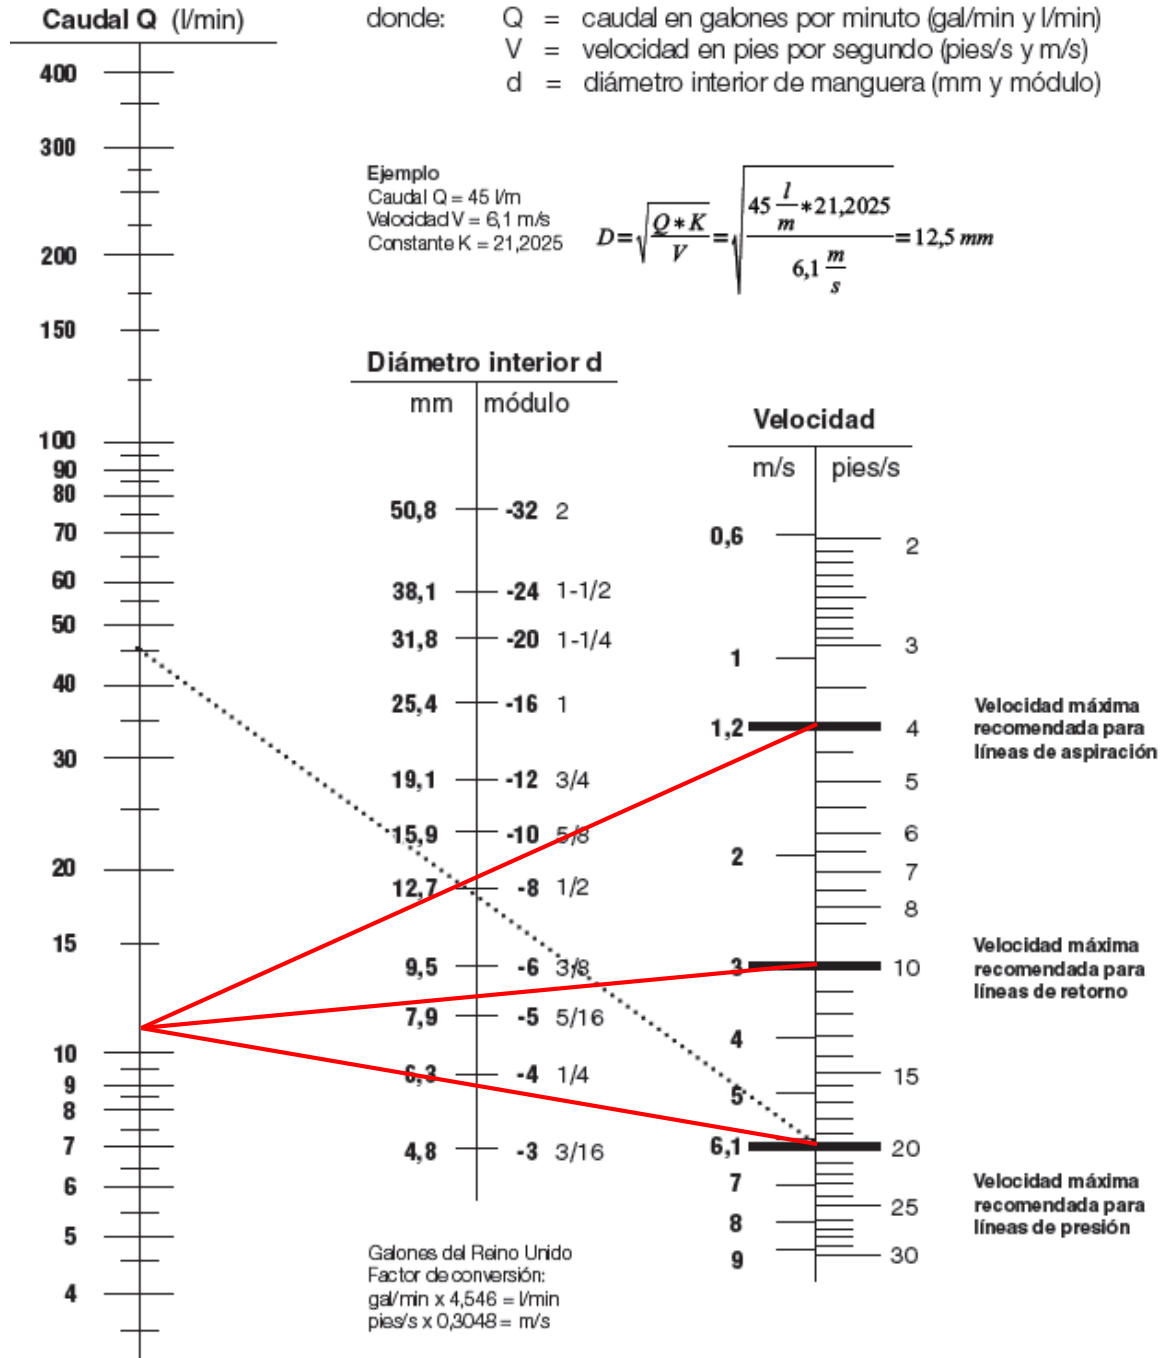 Caudal Q (l/min)
donde: Q = caudal en galones por minuto (gal/min y l/min)
V = velocidad en pies por segundo (pies/s y m/s)
d = diámetro interior de manguera (mm y módulo)
400
300
200
150
100
90
80
70
60
50
40
30
20
15
10
9
8
7
6
5
4
Ejemplo
Caudal Q = 45 l/m
Velocidad V = 6,1 m/s
Constante K = 21,2025
D = √(Q * K / V) = √(45 l/m * 21,2025 / 6,1 m/s) = 12,5 mm
Diámetro interior d
mm módulo
50,8 -32 2
38,1 -24 1-1/2
31,8 -20 1-1/4
25,4 -16 1
19,1 -12 3/4
15,9 -10 5/8
12,7 -8 1/2
9,5 -6 3/8
7,9 -5 5/16
6,3 -4 1/4
4,8 -3 3/16
Velocidad
m/s pies/s
0,6
1
1,2
2
3
4
5
6,1
7
8
9
2
3
4
5
6
7
8
10
15
20
25
30
Velocidad máxima
recomendada para
líneas de aspiración
Velocidad máxima
recomendada para
líneas de retorno
Velocidad máxima
recomendada para
líneas de presión
Galones del Reino Unido
Factor de conversión:
gal/min x 4,546 = l/min
pies/s x 0,3048 = m/s